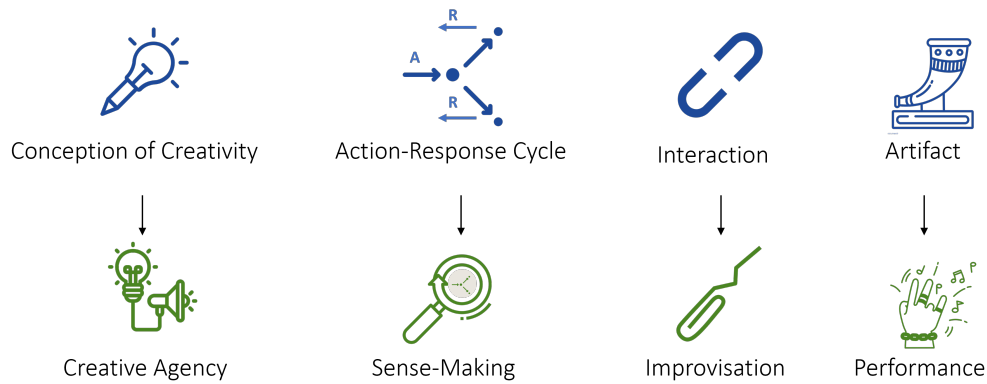 R
A
R
Conception of Creativity
Action-Response Cycle
Interaction
Artifact
P
P
Creative Agency
Sense-Making
Improvisation
Performance